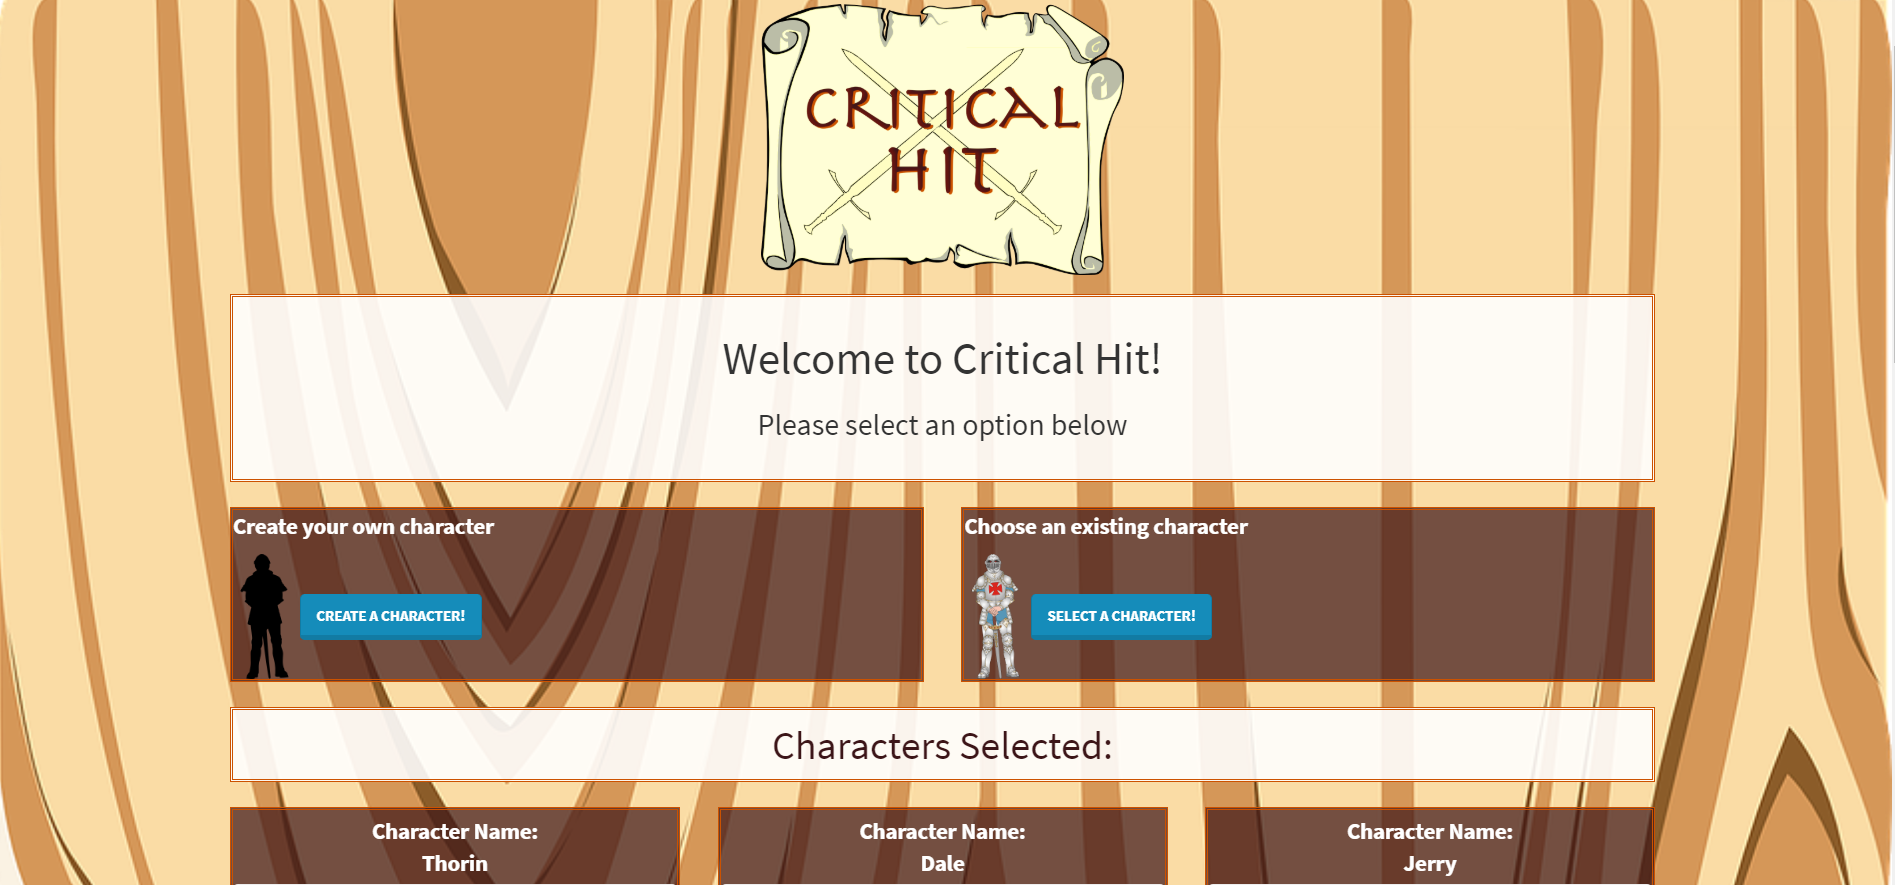 CRITICAL
HIT
Welcome to Critical Hit!
Please select an option below
Create your own character
CREATE A CHARACTER!
Choose an existing character
SELECT A CHARACTER!
Characters Selected:
Character Name:
Thorin
Character Name:
Dale
Character Name:
Jerry